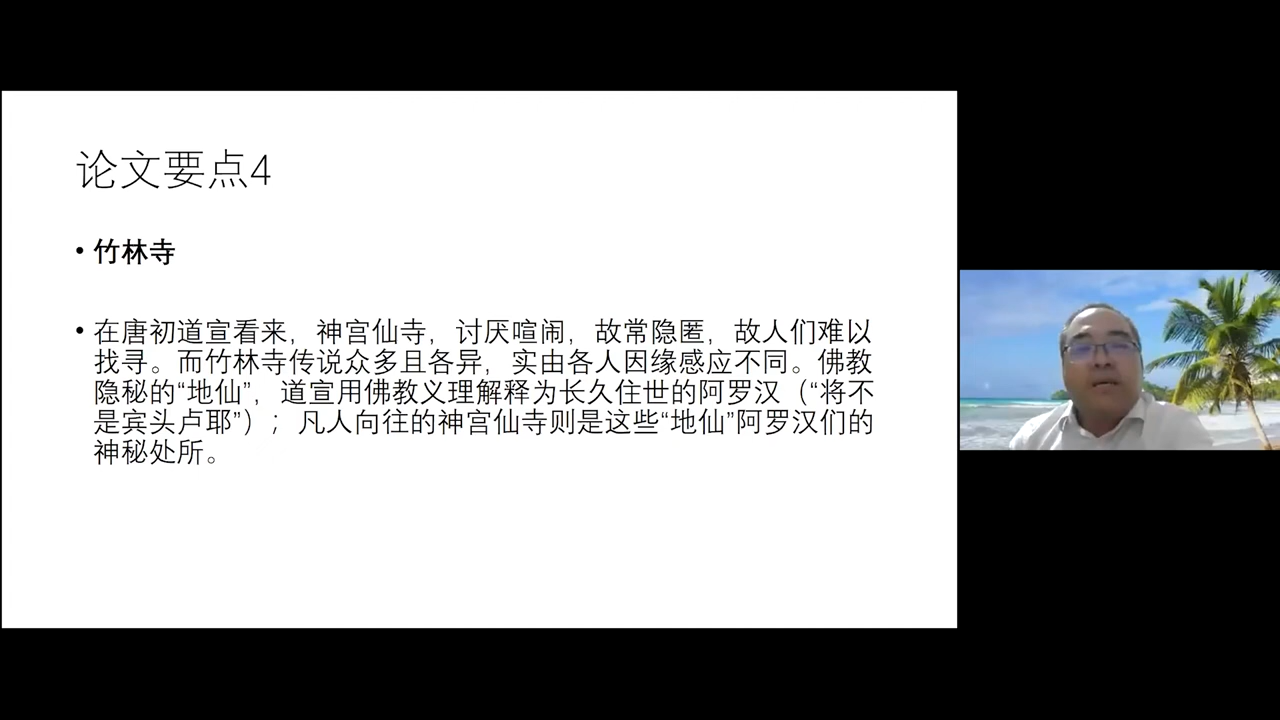 论文要点4
• 竹林寺
• 在唐初道宣看来，神宫仙寺，讨厌喧闹，故常隐匿，故人们难以
找寻。而竹林寺传说众多且各异，实由各人因缘感应不同。佛教
隐秘的“地仙”，道宣用佛教义理解释为长久住世的阿罗汉（“将不
是宾头卢耶”）；凡人向往的神宫仙寺则是这些“地仙”阿罗汉们的
神秘处所。